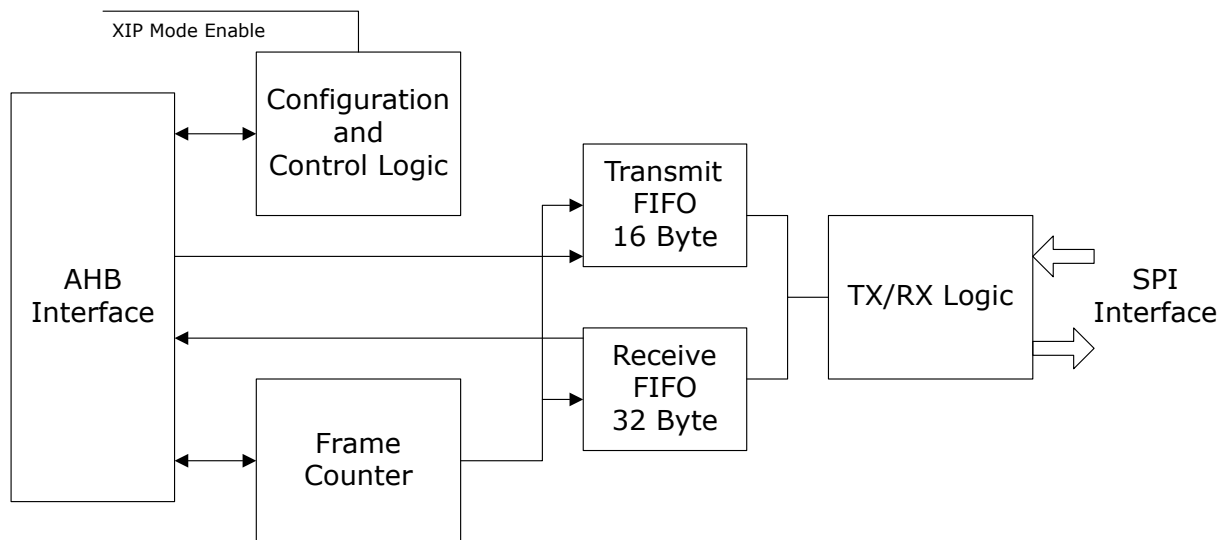 XIP Mode Enable
Configuration
and
Control Logic
AHB
Interface
Transmit
FIFO
16 Byte
Receive
FIFO
32 Byte
Frame
Counter
TX/RX Logic
SPI
Interface